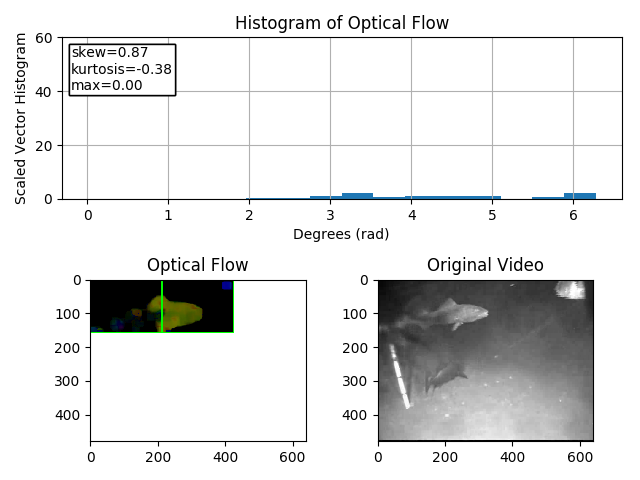 Histogram of Optical Flow
Scaled Vector Histogram
60
40
20
0
skew=0.87
kurtosis=-0.38
max=0.00
0 1 2 3 4 5 6
Degrees (rad)
Optical Flow
0
100
200
300
400
0 200 400 600
Original Video
0
100
200
300
400
0 200 400 600